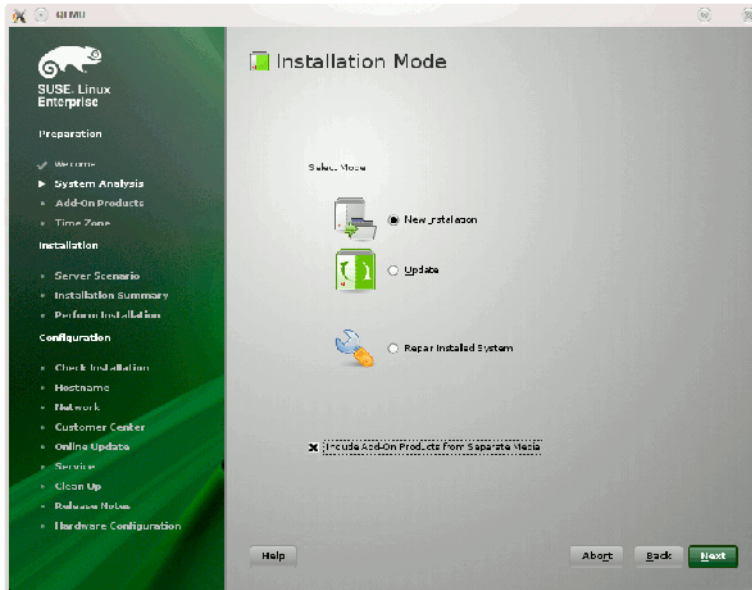 QEMU
SUSE. Linux
Enterprise
Preparation
Welcome
System Analysis
Add-On Products
Time Zone
Installation
Server Scenario
Installation Summary
Perform Installation
Configuration
Check Installation
Hostname
Network
Customer Center
Online Update
Service
Clean Up
Release Notes
Hardware Configuration
Installation Mode
Select Mode
New Installation
Update
Repair Installed System
Include Add-On Products from Separate Media
Help
Abort
Back
Next